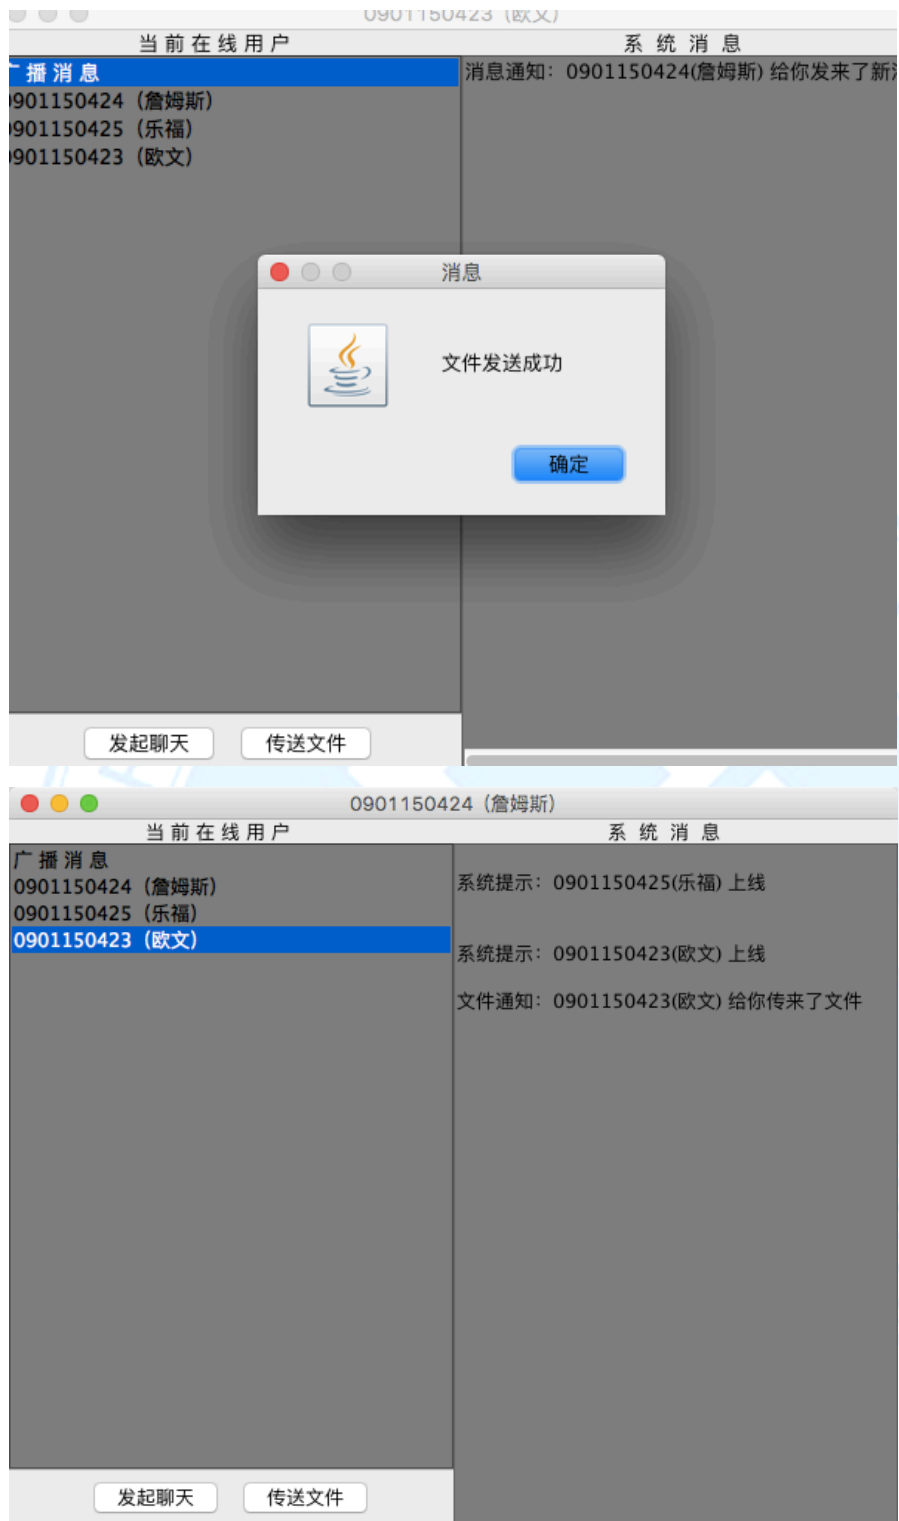 0901150423（欧文）
当前在线用户
系统消息
广播消息
0901150424（詹姆斯）
0901150425（乐福）
0901150423（欧文）
消息通知：0901150424(詹姆斯) 给你发来了新
消息
文件发送成功
确定
发起聊天
传送文件
0901150424（詹姆斯）
当前在线用户
系统消息
广播消息
0901150424（詹姆斯）
0901150425（乐福）
0901150423（欧文）
系统提示：0901150425(乐福) 上线
系统提示：0901150423(欧文) 上线
文件通知：0901150423(欧文) 给你传来了文件
发起聊天
传送文件